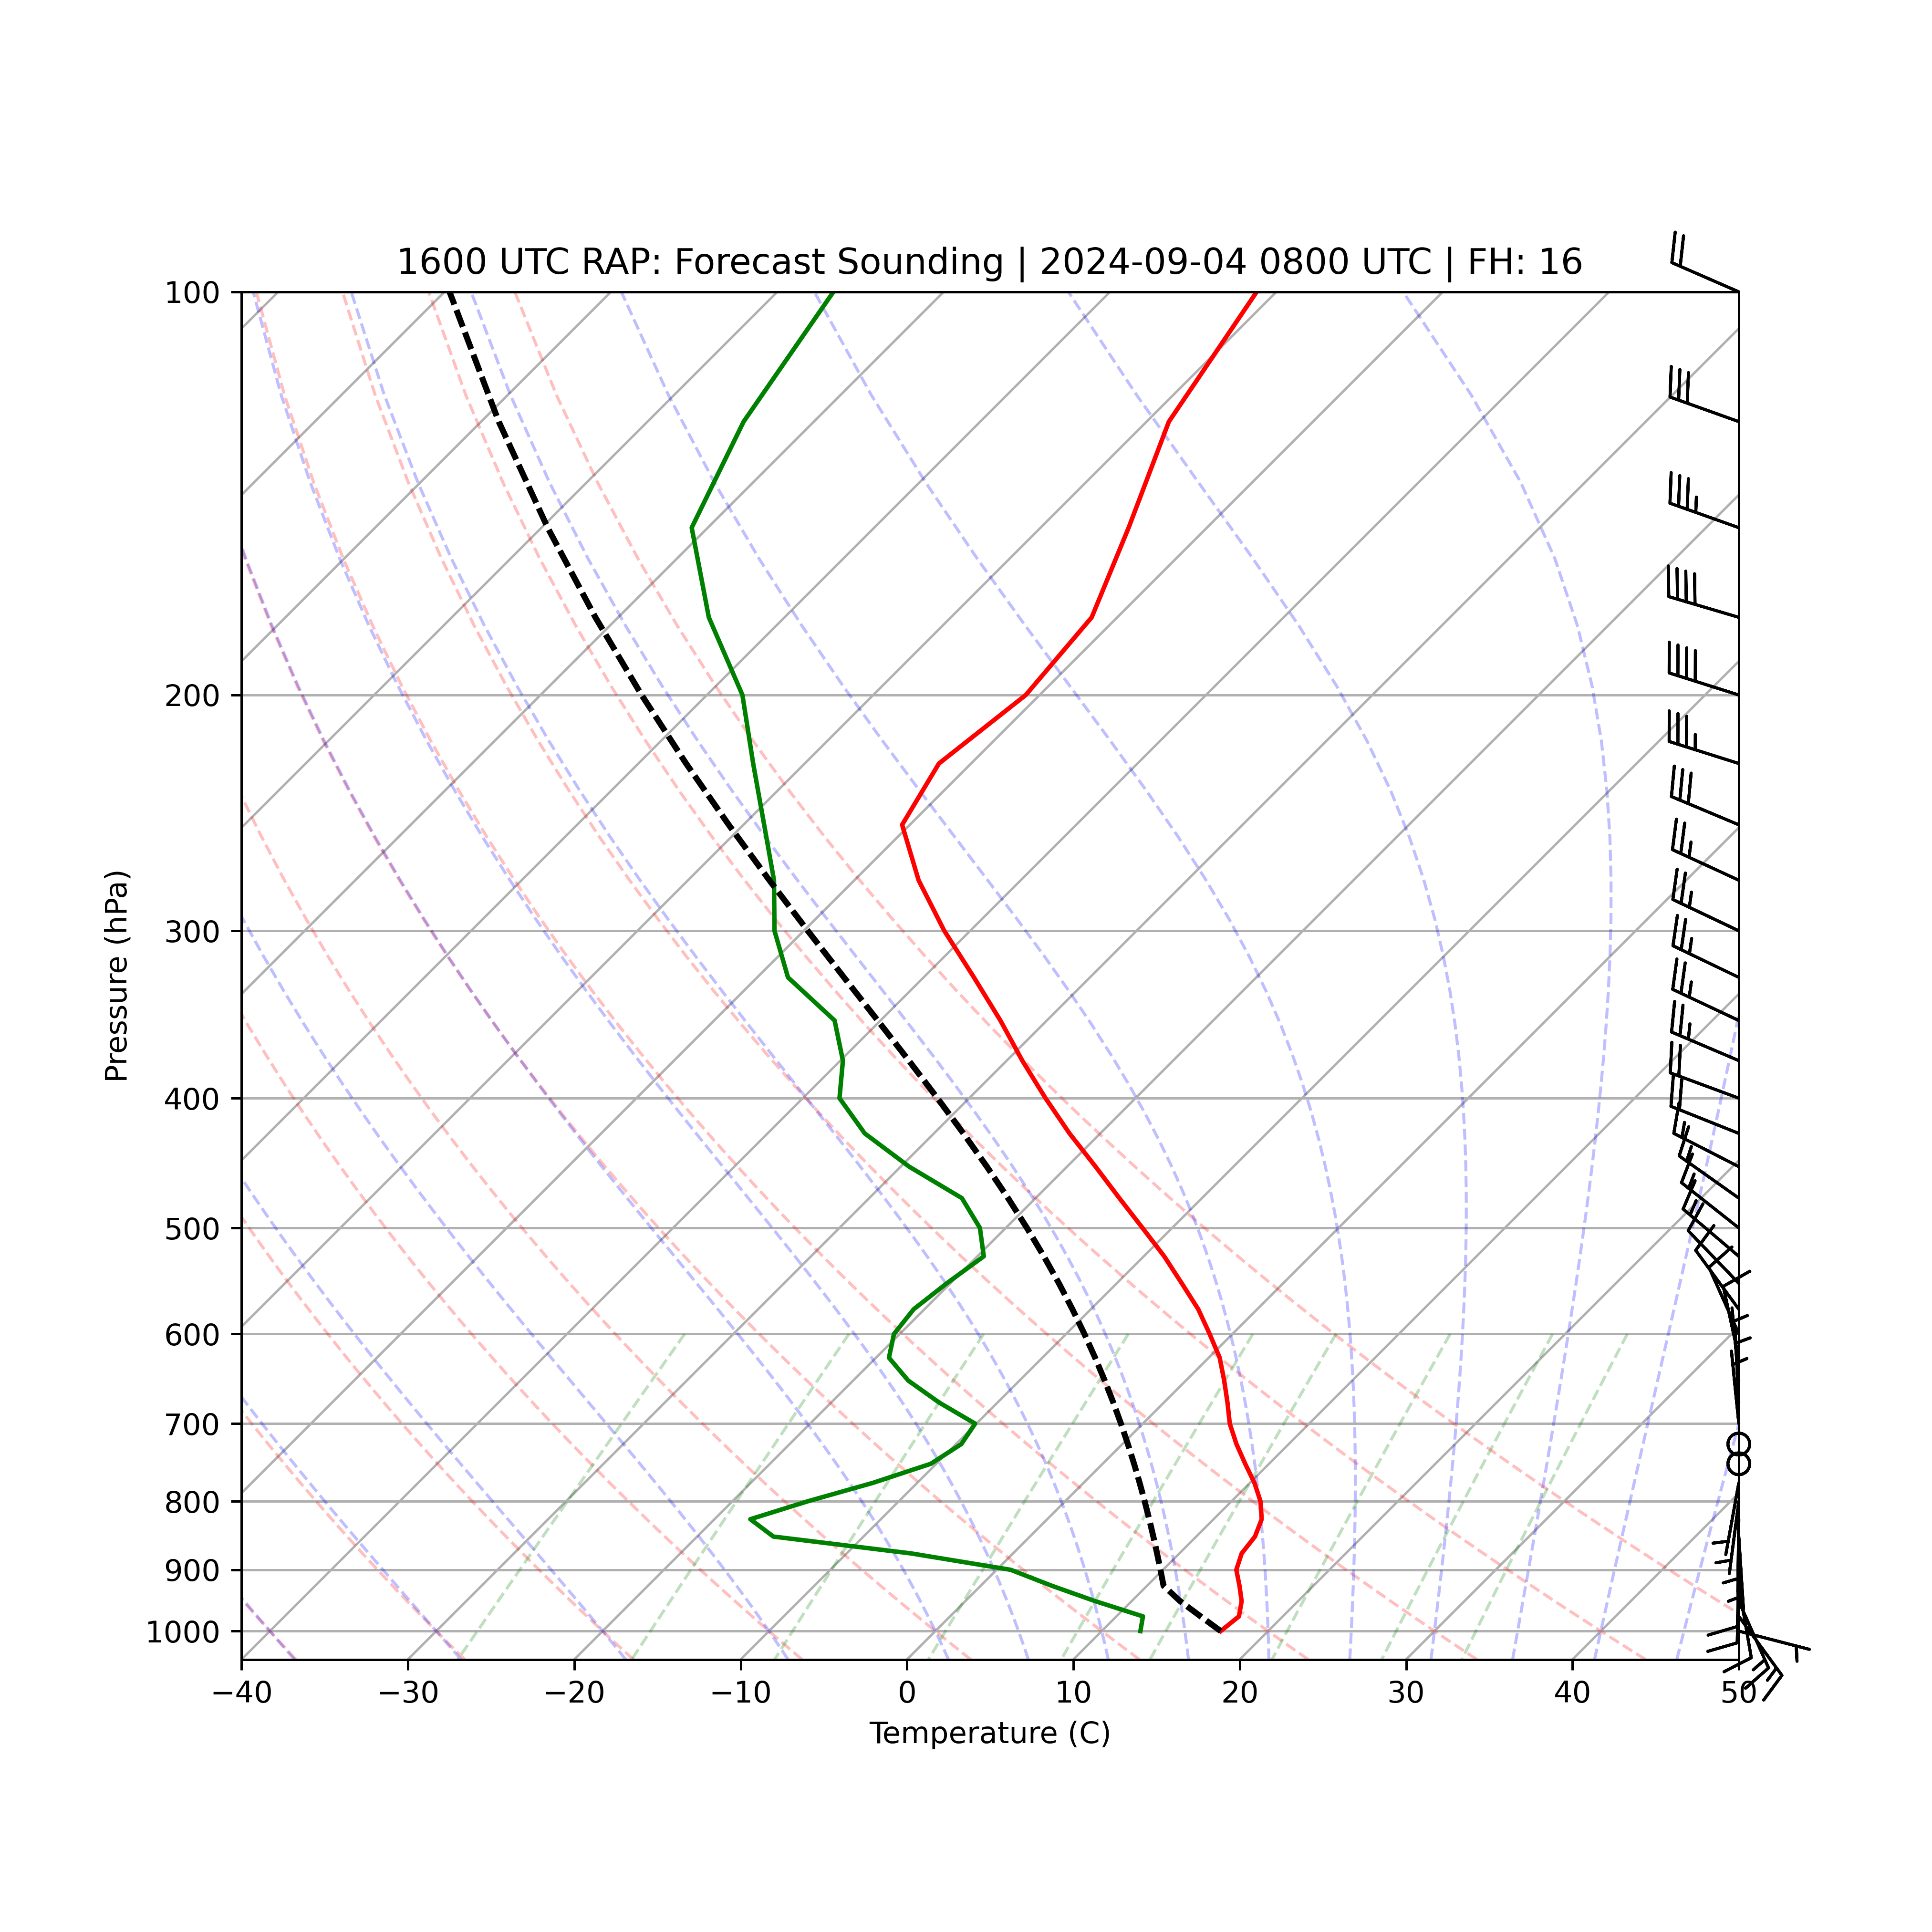 1600 UTC RAP: Forecast Sounding | 2024-09-04 0800 UTC | FH: 16
100
200
300
400
500
600
700
800
900
1000
Pressure (hPa)
−40 −30 −20 −10 0 10 20 30 40 50
Temperature (C)